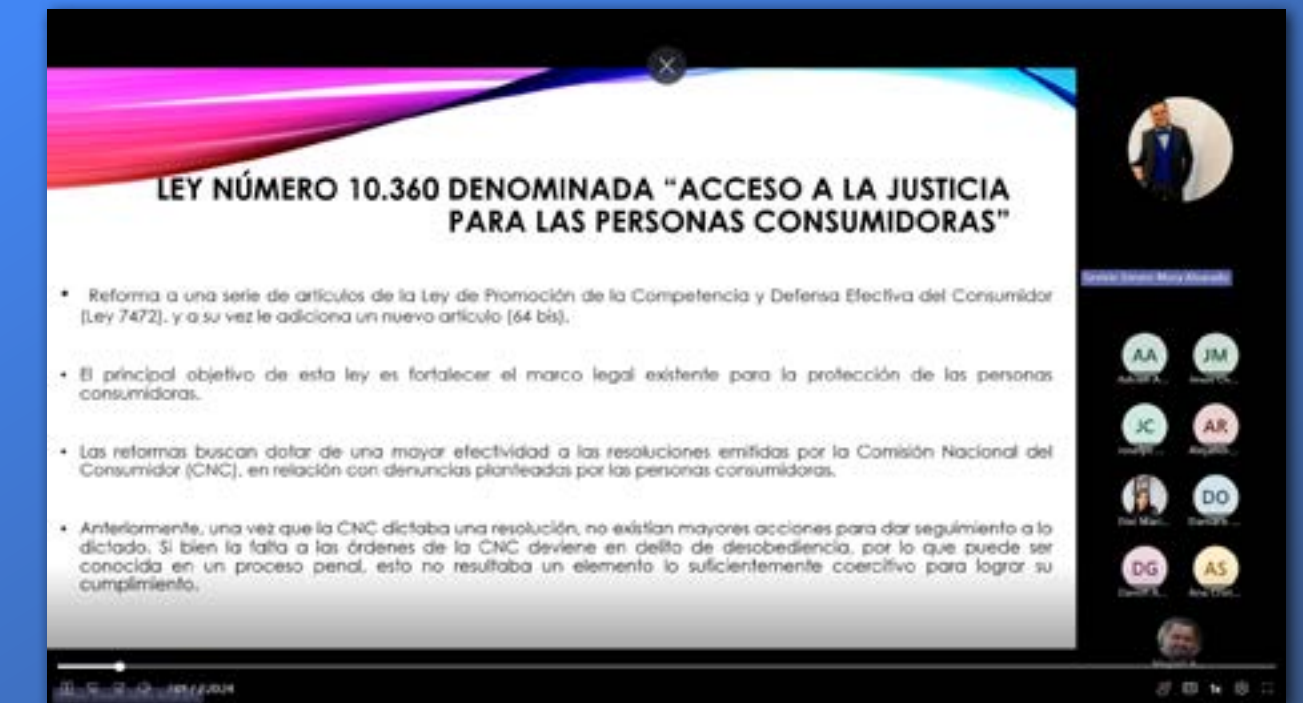 LEY NÚMERO 10.360 DENOMINADA “ACCESO A LA JUSTICIA
PARA LAS PERSONAS CONSUMIDORAS”
• Reforma a una serie de artículos de la Ley de Promoción de la Competencia y Defensa Efectiva del Consumidor
(Ley 7472), y a su vez le adiciona un nuevo artículo (64 bis).
• El principal objetivo de esta ley es fortalecer el marco legal existente para la protección de las personas
consumidoras.
• Las reformas buscan dotar de una mayor efectividad a las resoluciones emitidas por la Comisión Nacional del
Consumidor (CNC), en relación con denuncias planteadas por las personas consumidoras.
• Anteriormente, una vez que la CNC dictaba una resolución, no existían mayores acciones para dar seguimiento a lo
dictado. Si bien la falta a las órdenes de la CNC deviene en delito de desobediencia, por lo que puede ser
conocida en un proceso penal, esto no resultaba un elemento lo suficientemente coercitivo para lograr su
cumplimiento.
AA JM
JC AR
DO
DG AS
1x